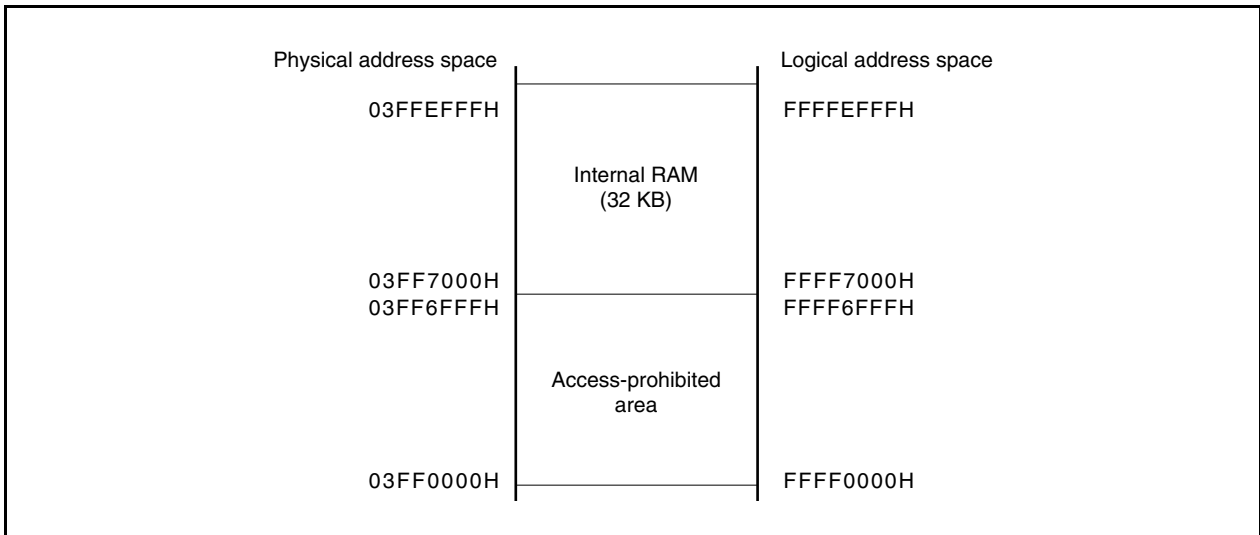 Physical address space
Logical address space
03FFEFFFH
FFFFEFFFH
Internal RAM
(32 KB)
03FF7000H
FFFF7000H
03FF6FFFH
FFFF6FFFH
Access-prohibited
area
03FF0000H
FFFF0000H